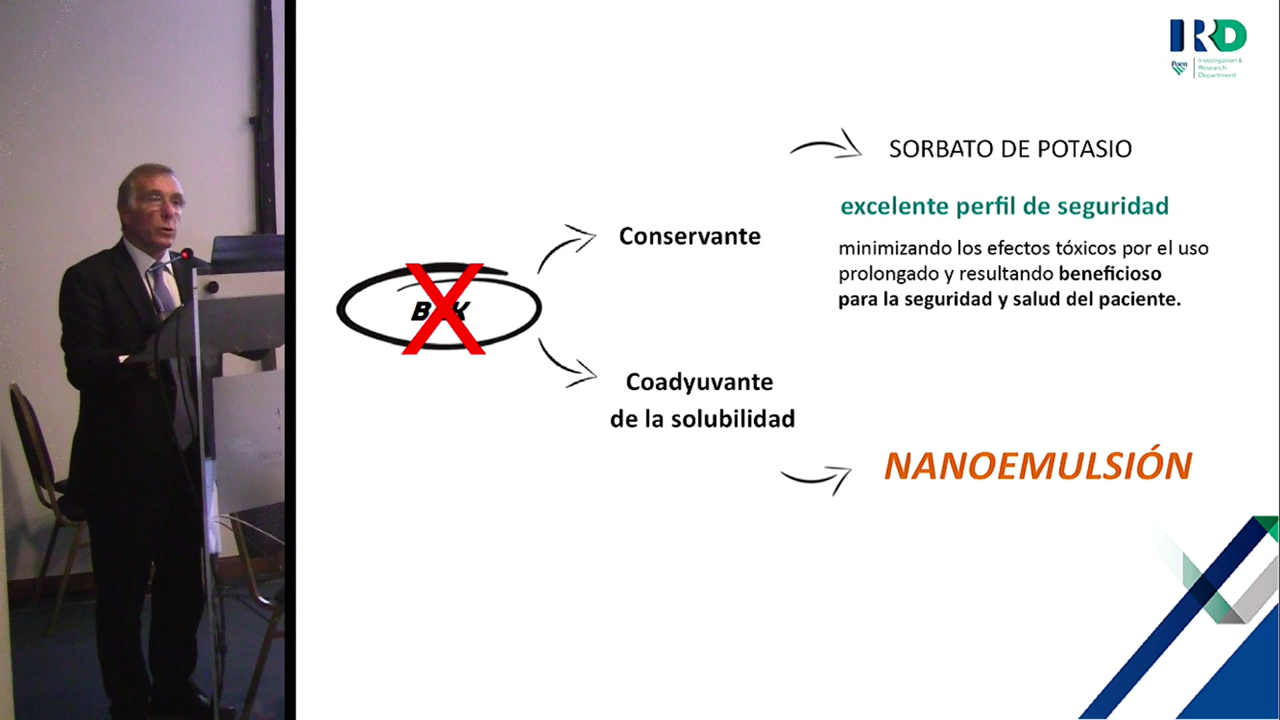 IRD
Poen
Investigation &
Research
Department
SORBATO DE POTASIO
excelente perfil de seguridad
Conservante
minimizando los efectos tóxicos por el uso
prolongado y resultando beneficioso
para la seguridad y salud del paciente.
Coadyuvante
de la solubilidad
NANOEMULSIÓN